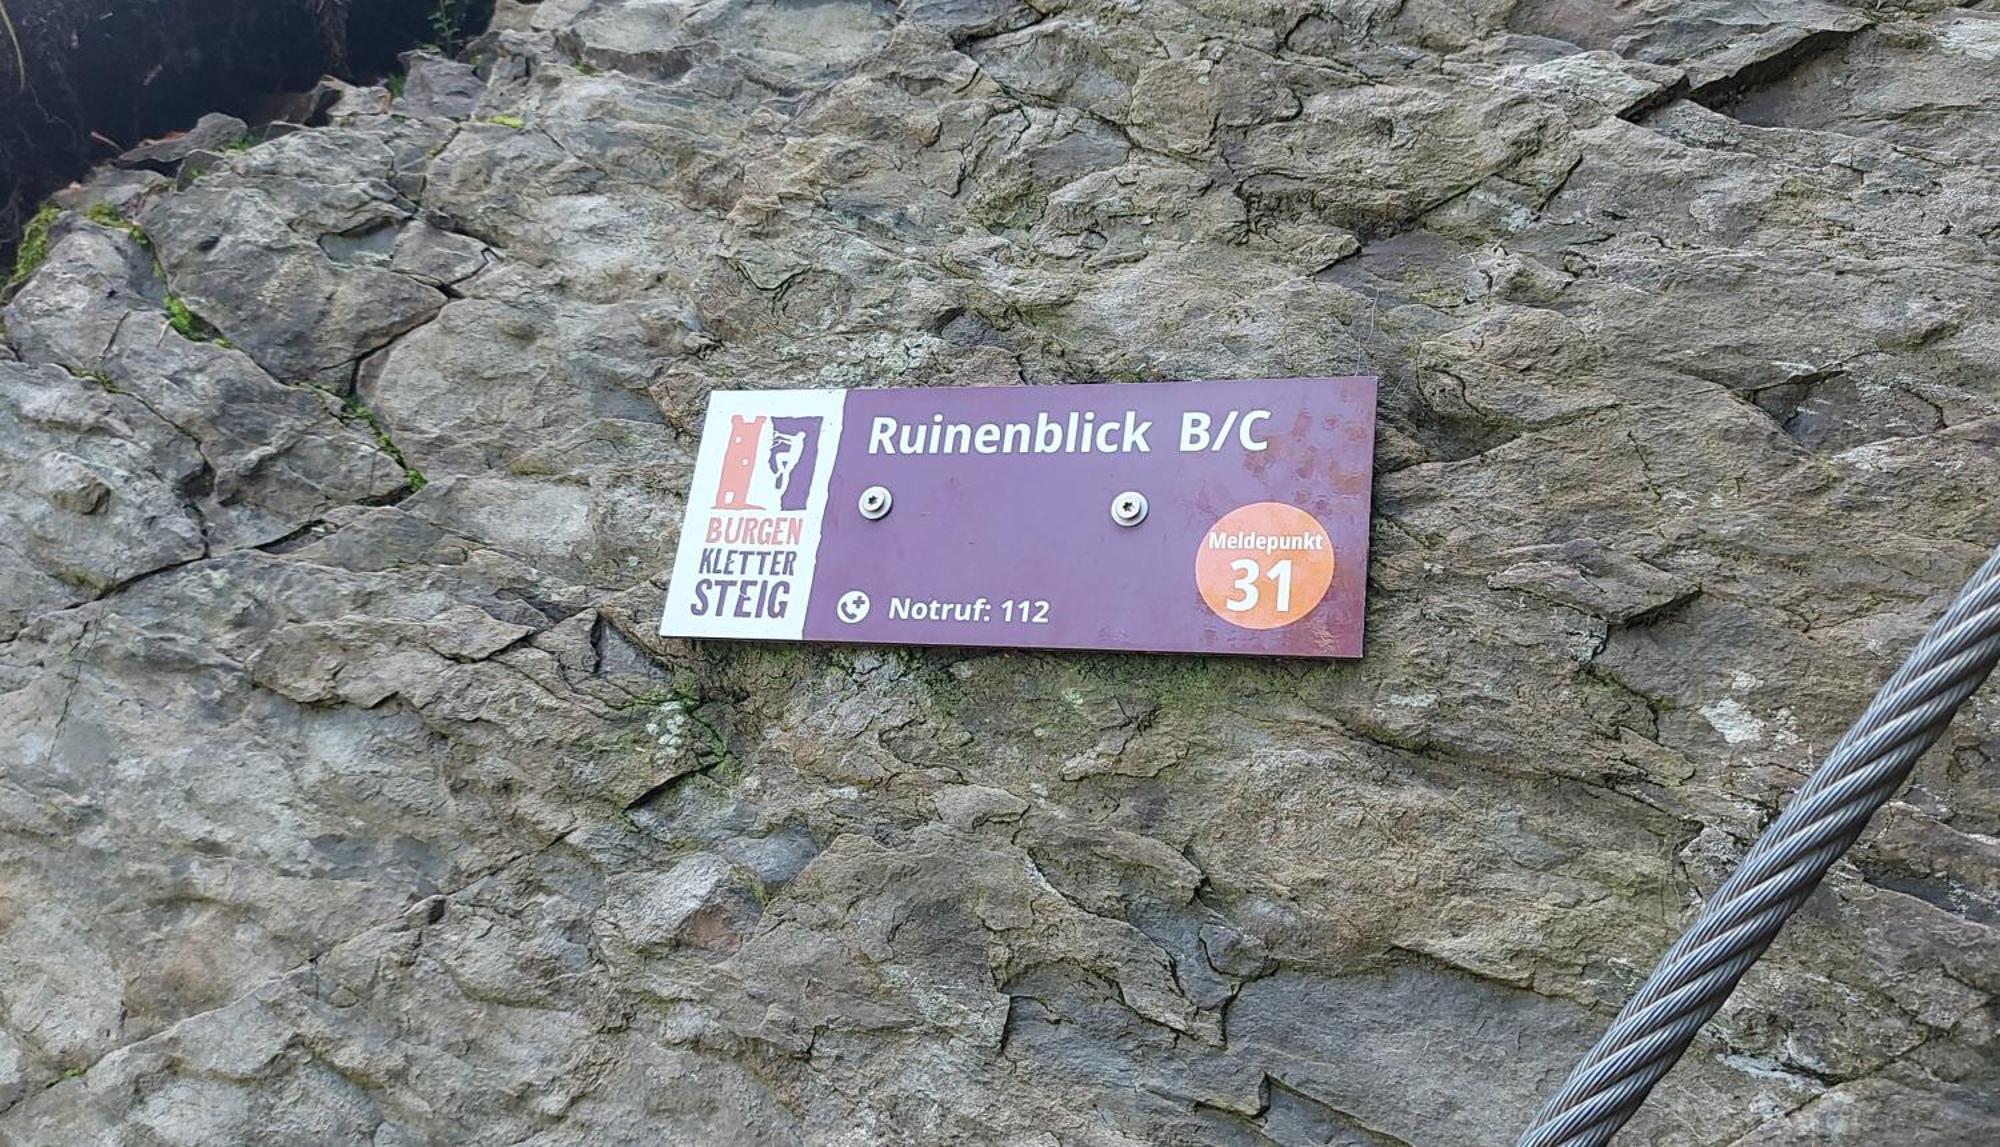 BURGEN
KLETTER
STEIG
Ruinenblick B/C
Meldepunkt
31
Notruf: 112